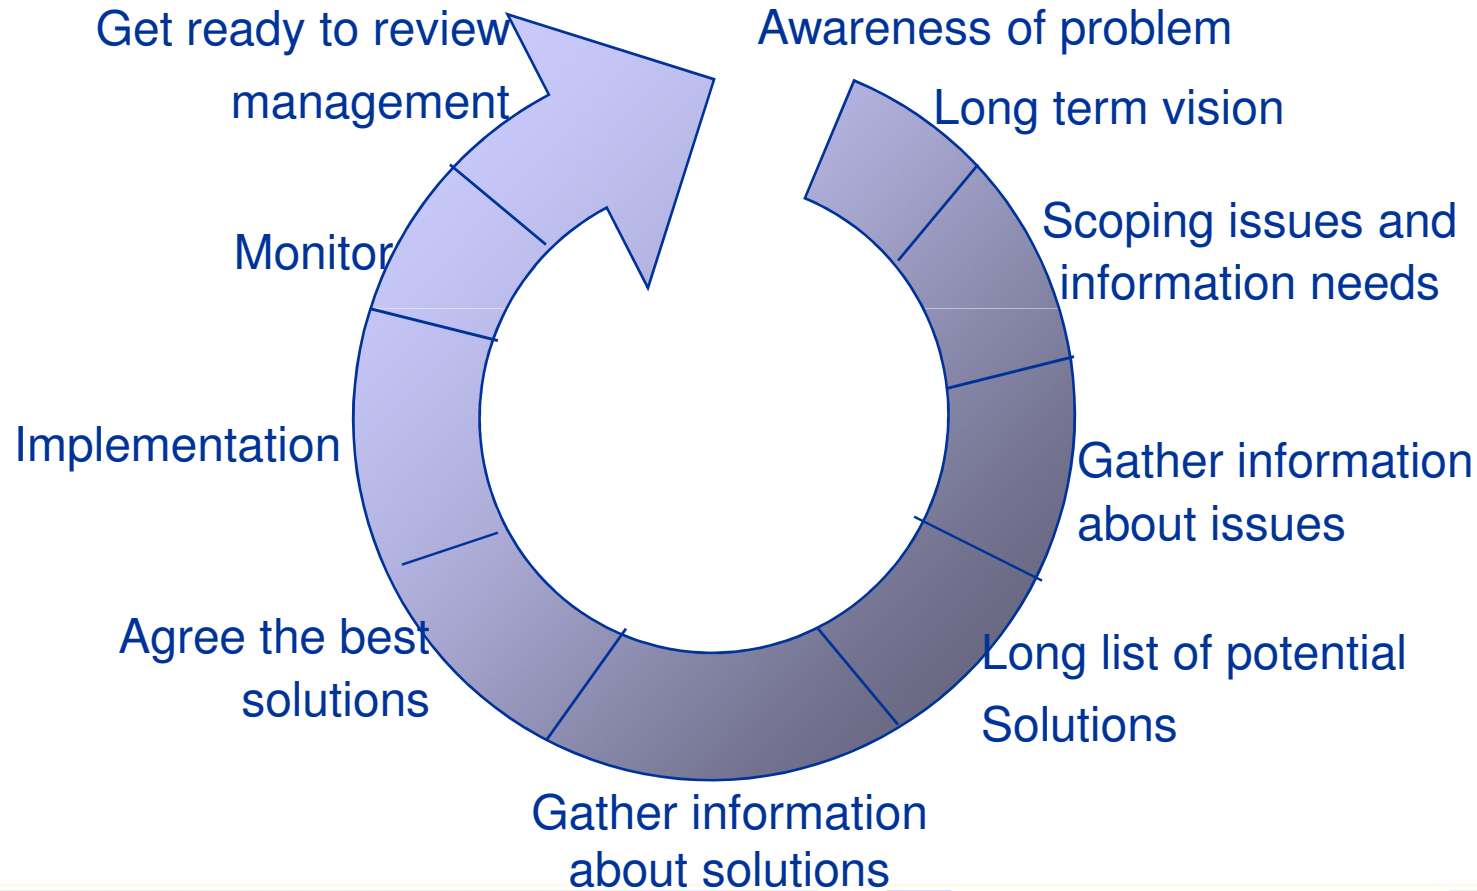 Awareness of problem
Long term vision
Scoping issues and
information needs
Gather information
about issues
Long list of potential
Solutions
Gather information
about solutions
Agree the best
solutions
Implementation
Monitor
Get ready to review
management